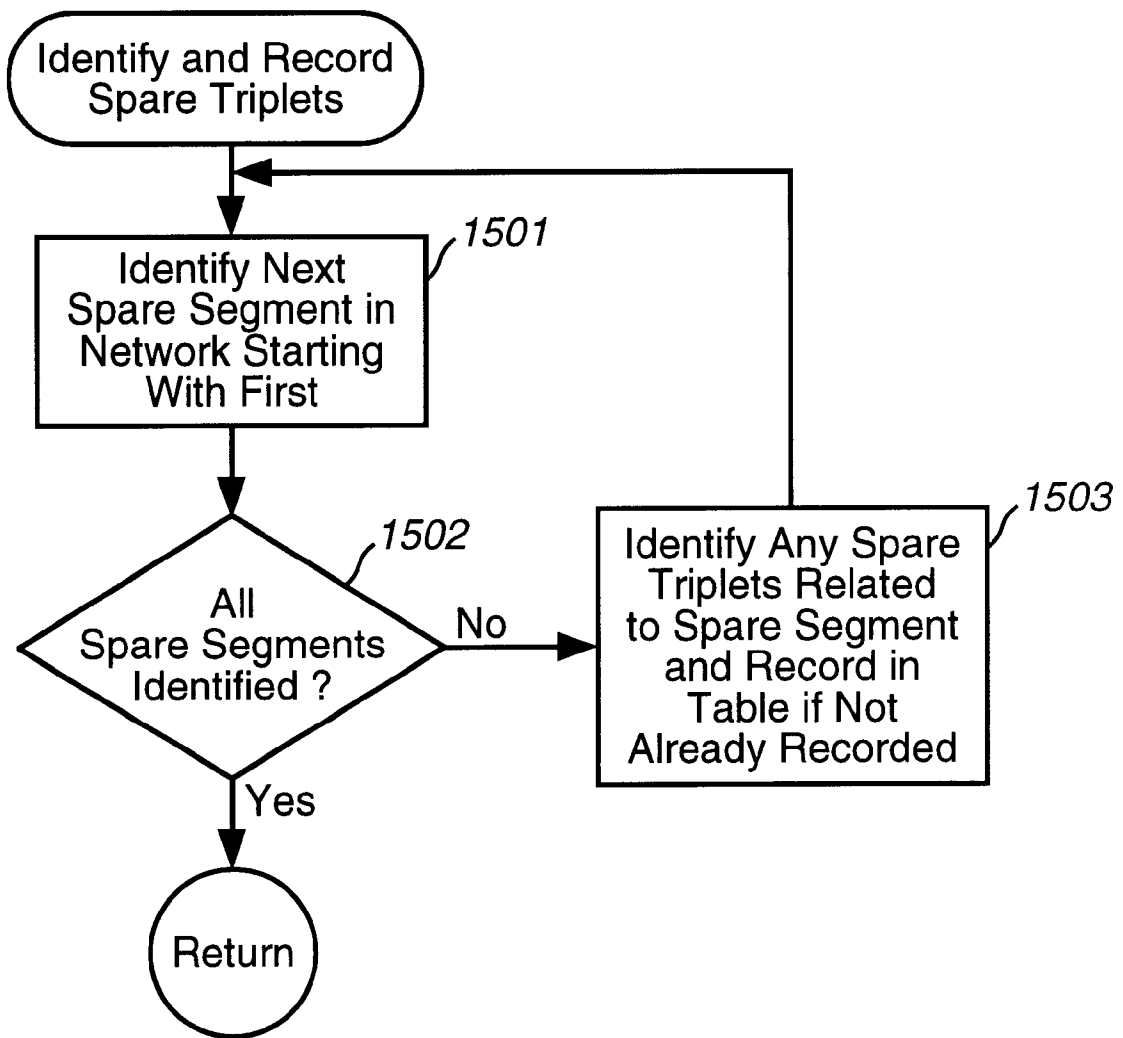 Identify and Record
Spare Triplets
1501
Identify Next
Spare Segment in
Network Starting
With First
1502
All
Spare Segments
Identified ?
No
1503
Identify Any Spare
Triplets Related
to Spare Segment
and Record in
Table if Not
Already Recorded
Yes
Return